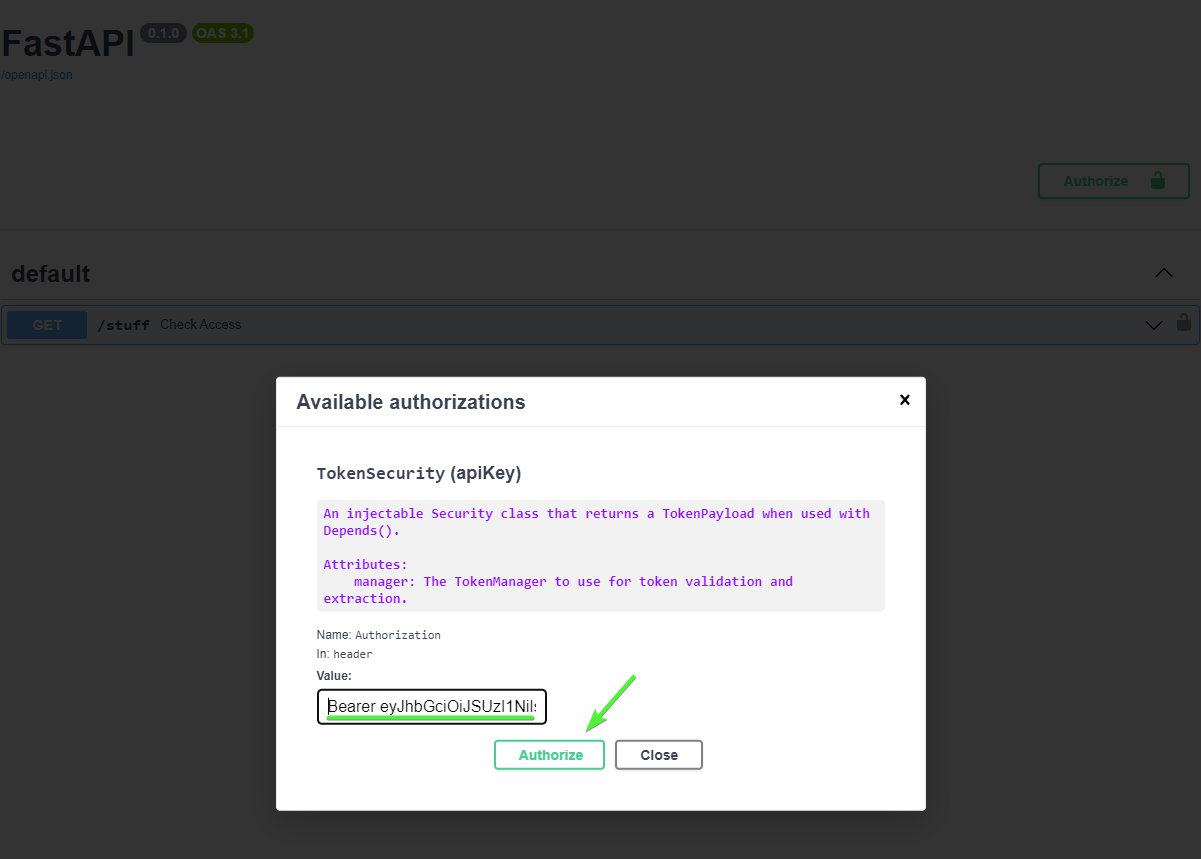 FastAPI 0.1.0 OAS 3.1
/openapi.json
Authorize
default
GET /stuff Check Access
Available authorizations
TokenSecurity (apiKey)
An injectable Security class that returns a TokenPayload when used with
Depends().
Attributes:
manager: The TokenManager to use for token validation and
extraction.
Name: Authorization
In: header
Value:
Bearer eyJhbGciOiJSUzI1NiIs
Authorize Close